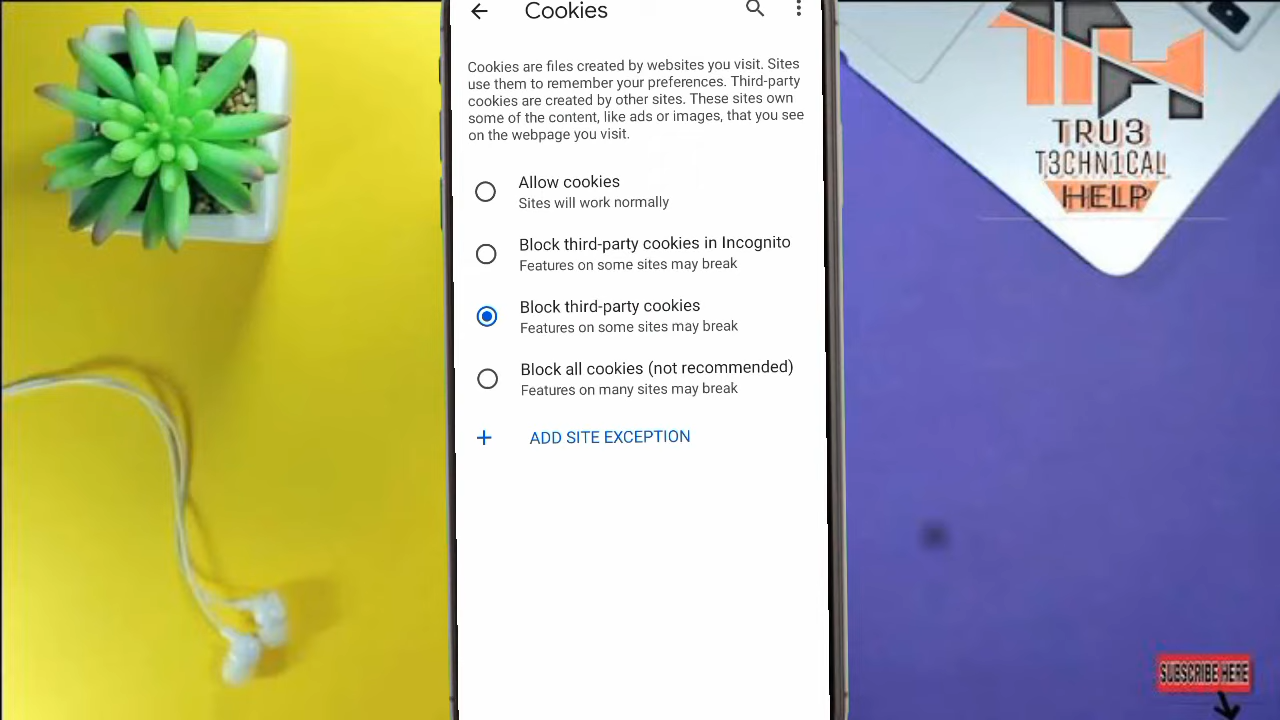 Cookies
Cookies are files created by websites you visit. Sites
use them to remember your preferences. Third-party
cookies are created by other sites. These sites own
some of the content, like ads or images, that you see
on the webpage you visit.
Allow cookies
Sites will work normally
Block third-party cookies in Incognito
Features on some sites may break
Block third-party cookies
Features on some sites may break
Block all cookies (not recommended)
Features on many sites may break
+ ADD SITE EXCEPTION
TRU3
T3CHN1CAL
HELP
SUBSCRIBE HERE